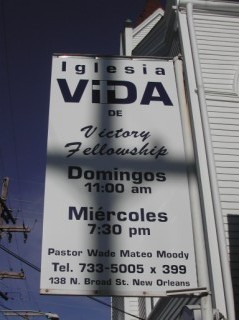 Iglesia
ViDA
DE
Victory
Fellowship
Domingos
11:00 am
Miércoles
7:30 pm
Pastor Wade Mateo Moody
Tel. 733-5005 x 399
138 N. Broad St. New Orleans